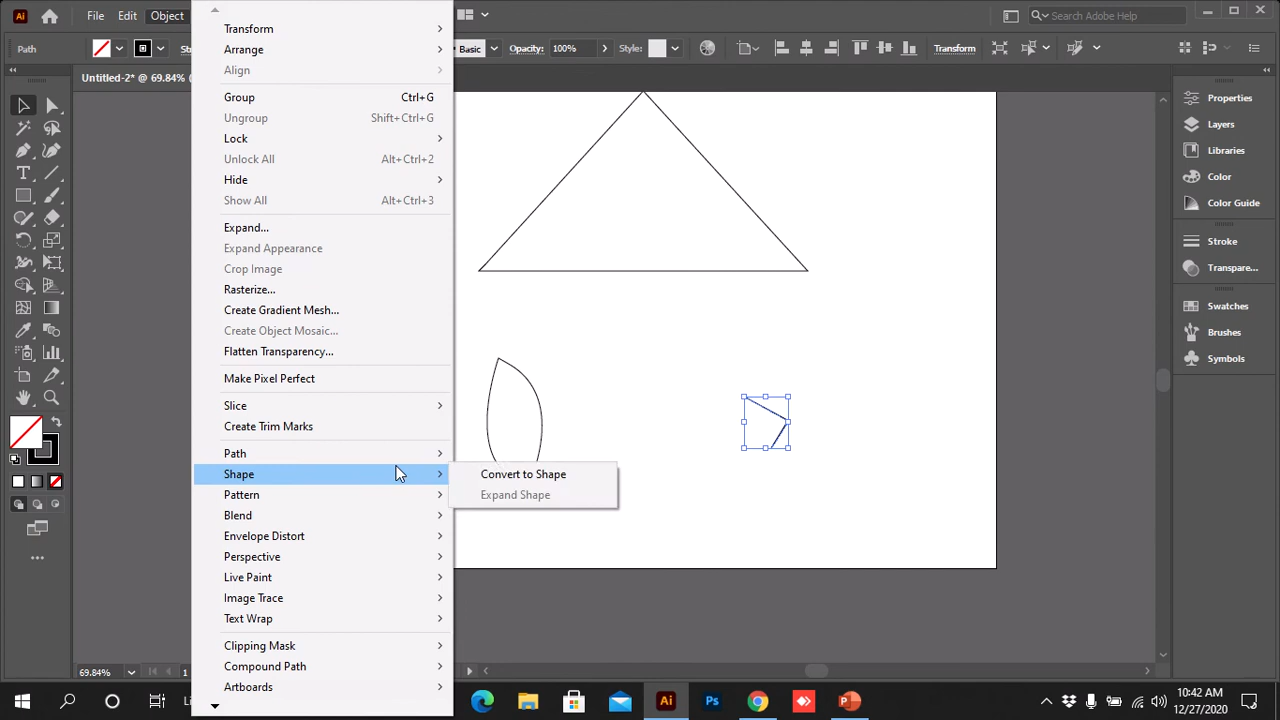 Ai File Edit Object Search Adobe Help
Path Basic Opacity: 100% Style: Transform
Untitled-2* @ 69.84%
Transform
Arrange
Align
Group Ctrl+G
Ungroup Shift+Ctrl+G
Lock
Unlock All Alt+Ctrl+2
Hide
Show All Alt+Ctrl+3
Expand...
Expand Appearance
Crop Image
Rasterize...
Create Gradient Mesh...
Create Object Mosaic...
Flatten Transparency...
Make Pixel Perfect
Slice
Create Trim Marks
Path
Shape
Pattern
Blend
Envelope Distort
Perspective
Live Paint
Image Trace
Text Wrap
Clipping Mask
Compound Path
Artboards
Convert to Shape
Expand Shape
Properties
Layers
Libraries
Color
Color Guide
Stroke
Transpare...
Swatches
Brushes
Symbols
69.84% 1
Ai Ps
6:42 AM
12/27/2020